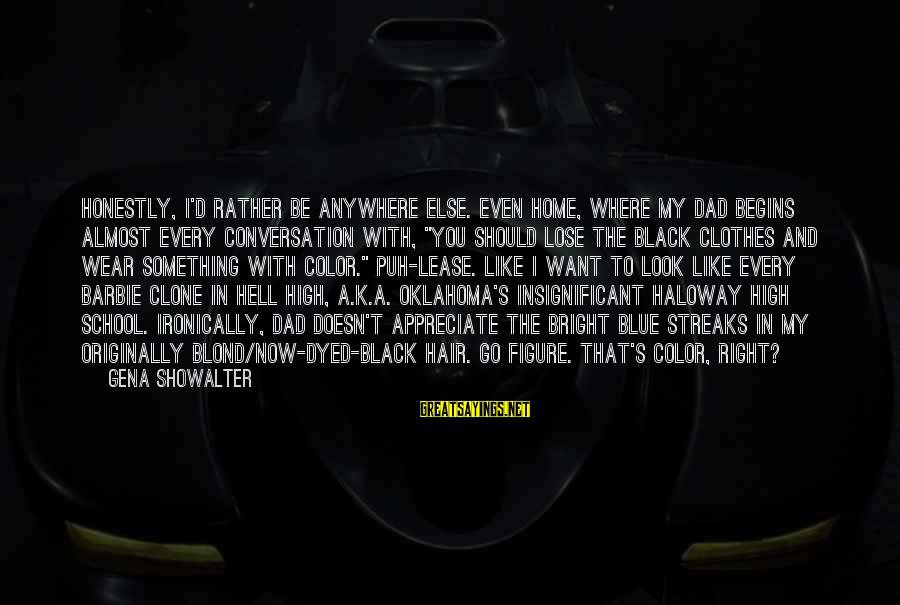 HONESTLY, I'D RATHER BE ANYWHERE ELSE. EVEN HOME, WHERE MY DAD BEGINS
ALMOST EVERY CONVERSATION WITH, "YOU SHOULD LOSE THE BLACK CLOTHES AND
WEAR SOMETHING WITH COLOR." PUH-LEASE. LIKE I WANT TO LOOK LIKE EVERY
BARBIE CLONE IN HELL HIGH, A.K.A. OKLAHOMA'S INSIGNIFICANT HALOWAY HIGH
SCHOOL. IRONICALLY, DAD DOESN'T APPRECIATE THE BRIGHT BLUE STREAKS IN MY
ORIGINALLY BLOND/NOW-DYED-BLACK HAIR. GO FIGURE. THAT'S COLOR, RIGHT?
GENA SHOWALTER
GREATSAYINGS.NET